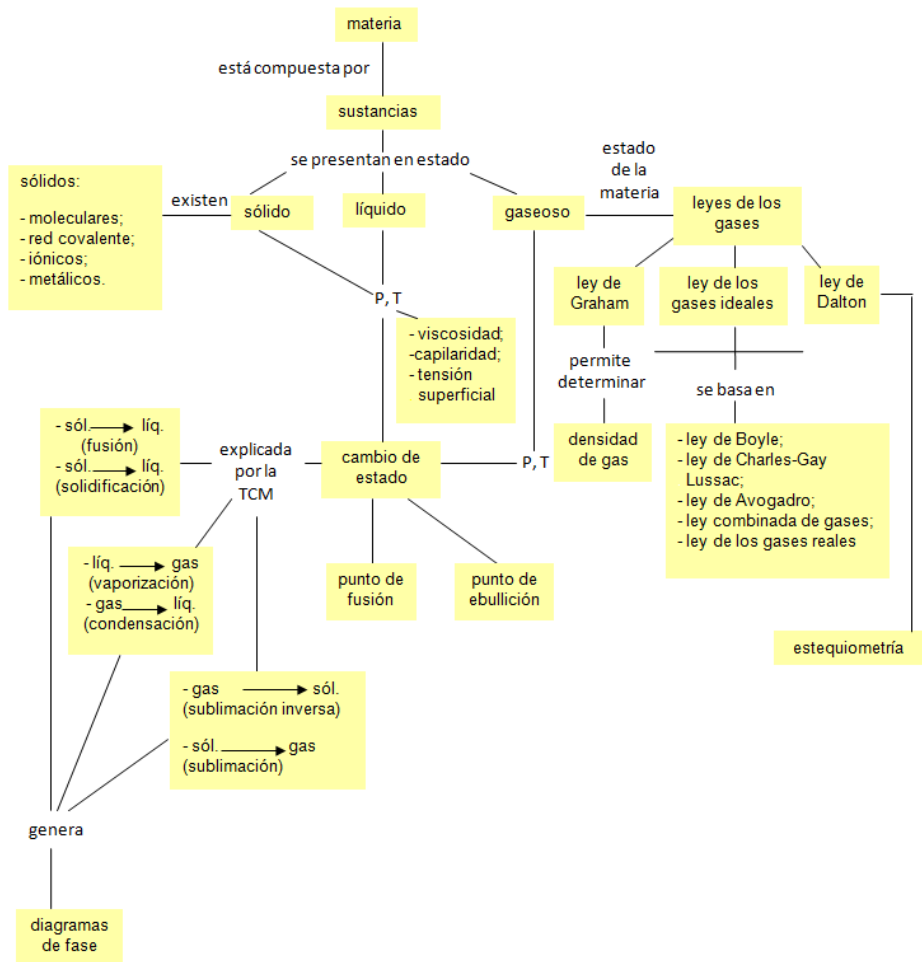 materia
está compuesta por
sustancias
se presentan en estado
estado
de la
materia
sólidos:
- moleculares;
- red covalente;
- iónicos;
- metálicos.
existen
sólido
líquido
gaseoso
leyes de los
gases
P, T
- viscosidad;
-capilaridad;
- tensión
superficial
ley de
Graham
ley de los
gases ideales
ley de
Dalton
permite
determinar
se basa en
densidad
de gas
- ley de Boyle;
- ley de Charles-Gay
Lussac;
- ley de Avogadro;
- ley combinada de gases;
- ley de los gases reales
- sól. líq.
(fusión)
- sól. líq.
(solidificación)
explicada
por la
TCM
cambio de
estado
P, T
- líq. gas
(vaporización)
- gas líq.
(condensación)
punto de
fusión
punto de
ebullición
estequiometría
- gas sól.
(sublimación inversa)
- sól. gas
(sublimación)
genera
diagramas
de fase